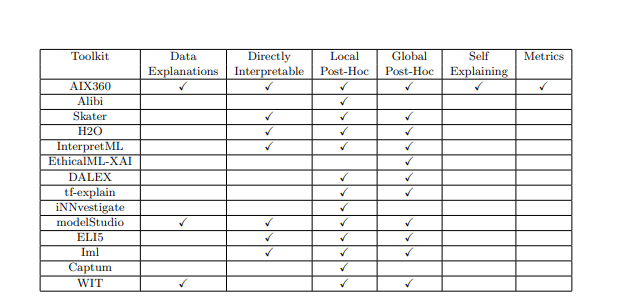 Toolkit Data Directly Local Global Self Metrics
Explanations Interpretable Post-Hoc Post-Hoc Explaining
AIX360 ✓ ✓ ✓ ✓ ✓ ✓
Alibi ✓
Skater ✓ ✓ ✓
H2O ✓ ✓ ✓
InterpretML ✓ ✓ ✓
EthicalML-XAI ✓
DALEX ✓ ✓
tf-explain ✓ ✓
iNNvestigate ✓
modelStudio ✓ ✓ ✓ ✓
ELI5 ✓ ✓ ✓
Iml ✓ ✓ ✓
Captum ✓
WIT ✓ ✓ ✓